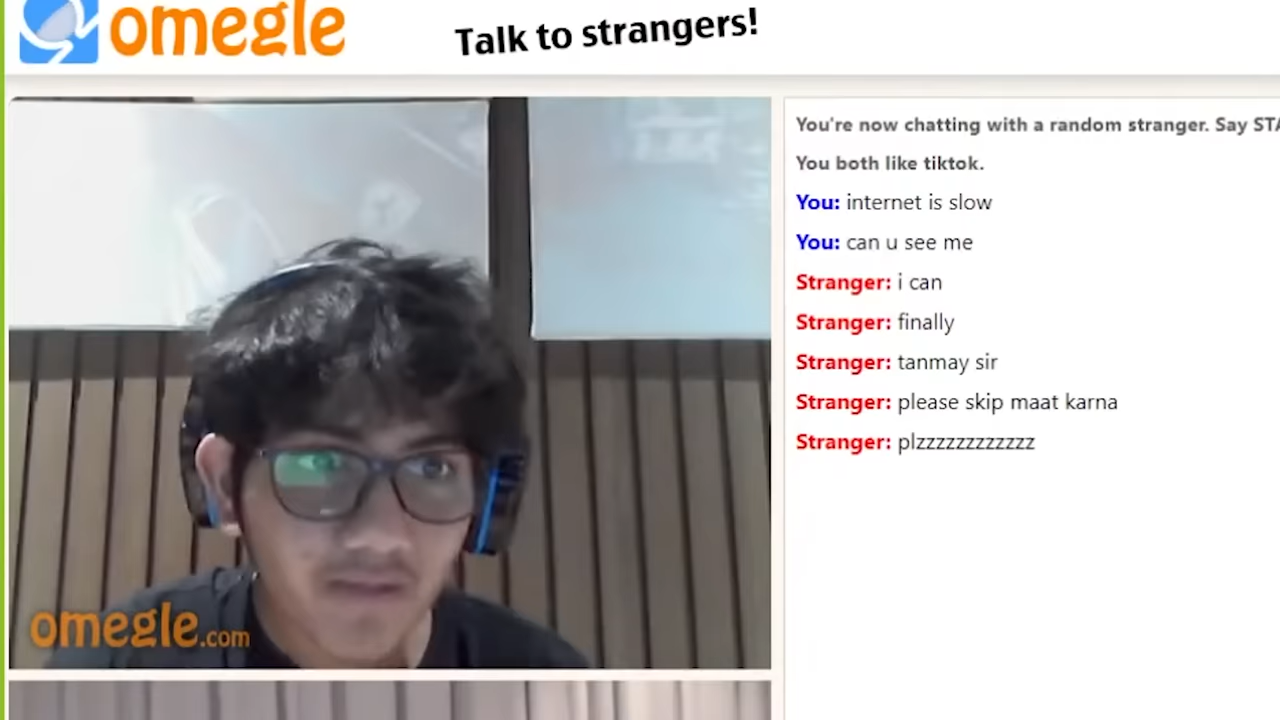 omegle
Talk to strangers!
You're now chatting with a random stranger. Say STA
You both like tiktok.
You: internet is slow
You: can u see me
Stranger: i can
Stranger: finally
Stranger: tanmay sir
Stranger: please skip maat karna
Stranger: plzzzzzzzzzzzz
omegle.com